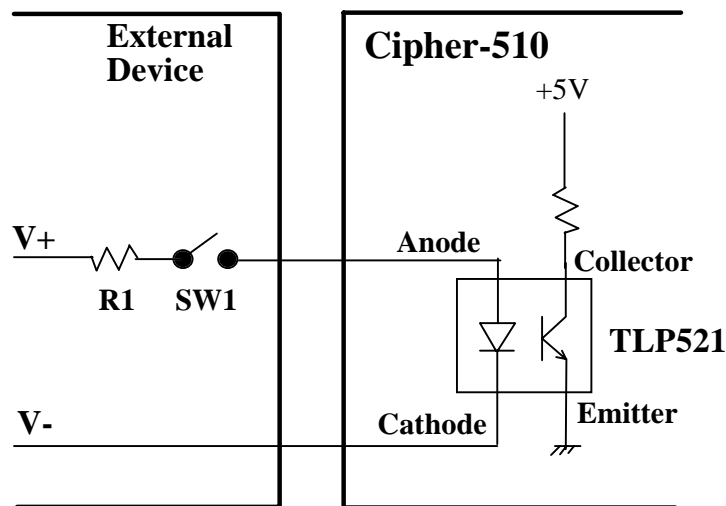 External
Device
Cipher-510
+5V
V+
R1
SW1
Anode
Collector
TLP521
V-
Cathode
Emitter